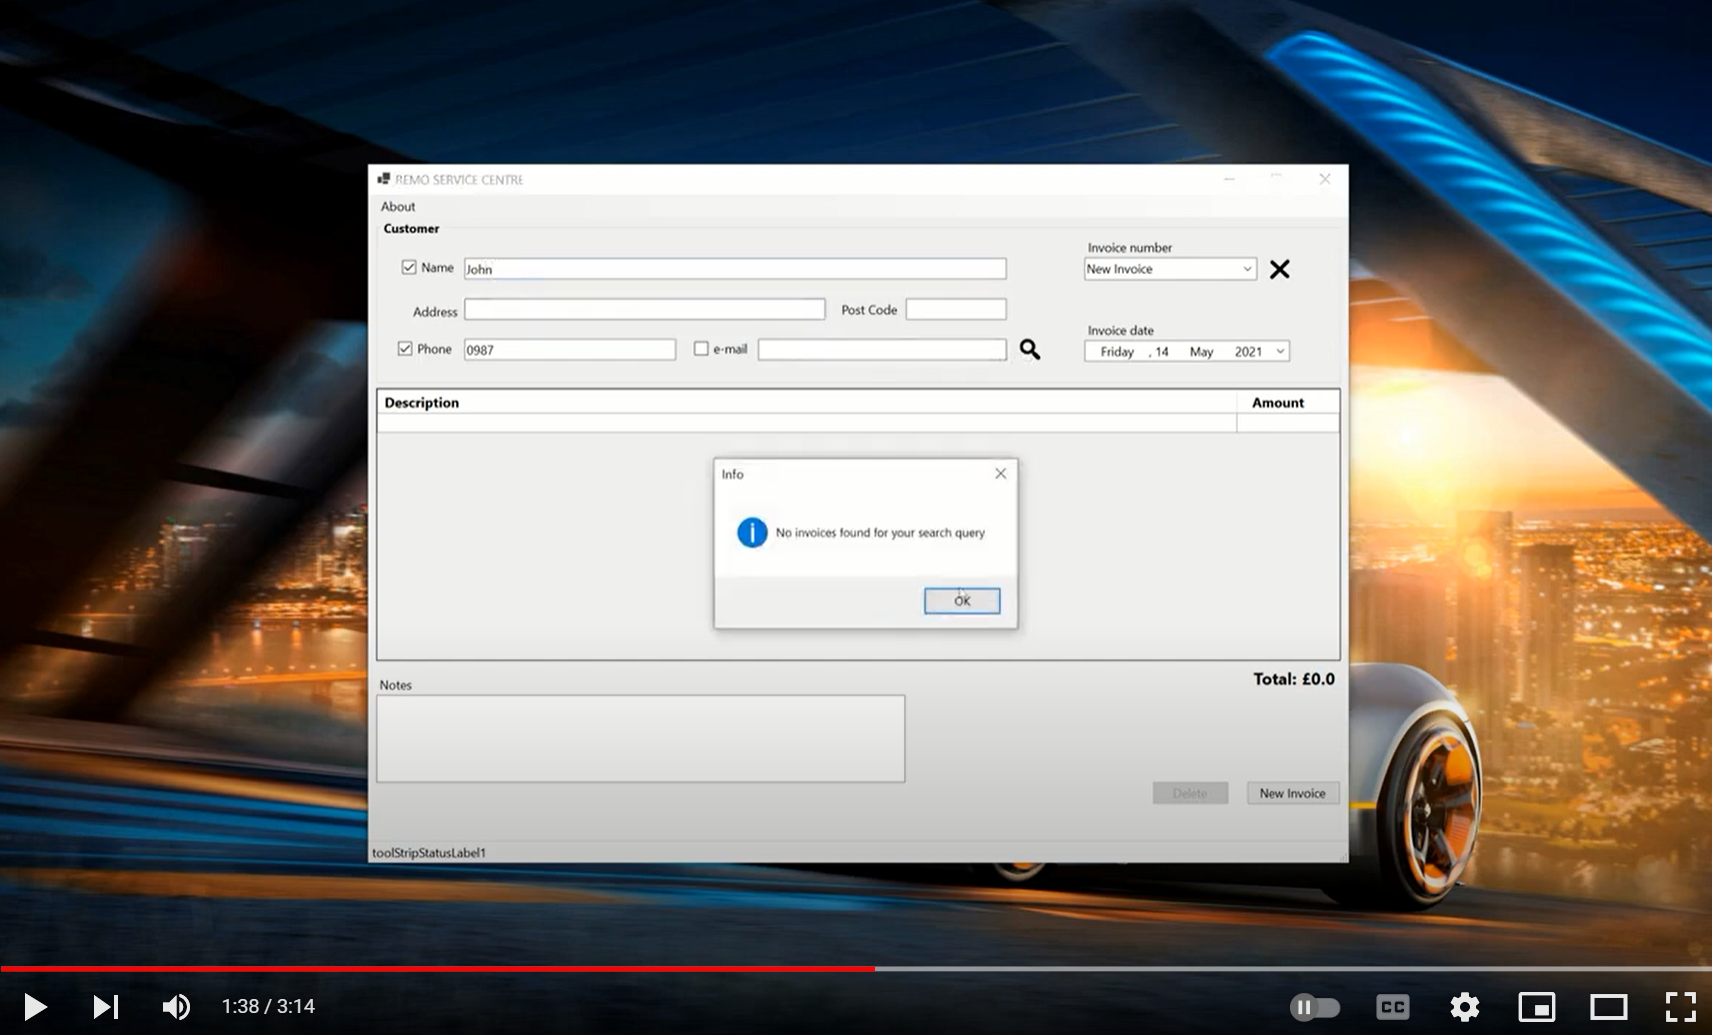 REMO SERVICE CENTRE
About
Customer
Name John
Invoice number
New Invoice
Address
Post Code
Phone 0987
e-mail
Invoice date
Friday , 14 May 2021
Description Amount
Info
No invoices found for your search query
OK
Total: £0.0
Notes
Delete
New Invoice
toolStripStatusLabel1
1:38 / 3:14
CC